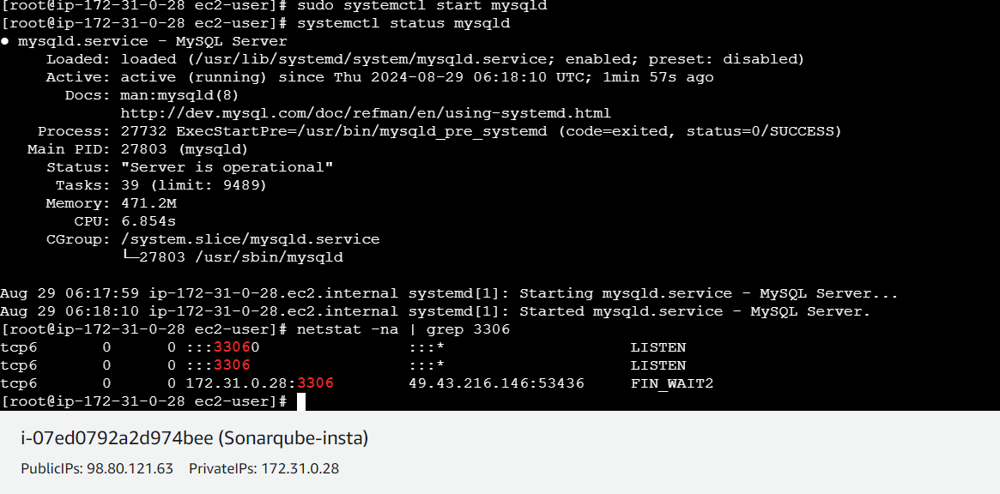 [root@ip-172-31-0-28 ec2-user]# sudo systemctl start mysqld
[root@ip-172-31-0-28 ec2-user]# systemctl status mysqld
● mysqld.service - MySQL Server
     Loaded: loaded (/usr/lib/systemd/system/mysqld.service; enabled; preset: disabled)
     Active: active (running) since Thu 2024-08-29 06:18:10 UTC; 1min 57s ago
       Docs: man:mysqld(8)
             http://dev.mysql.com/doc/refman/en/using-systemd.html
    Process: 27732 ExecStartPre=/usr/bin/mysqld_pre_systemd (code=exited, status=0/SUCCESS)
   Main PID: 27803 (mysqld)
     Status: "Server is operational"
      Tasks: 39 (limit: 9489)
     Memory: 471.2M
        CPU: 6.854s
     CGroup: /system.slice/mysqld.service
             └─27803 /usr/sbin/mysqld
Aug 29 06:17:59 ip-172-31-0-28.ec2.internal systemd[1]: Starting mysqld.service - MySQL Server...
Aug 29 06:18:10 ip-172-31-0-28.ec2.internal systemd[1]: Started mysqld.service - MySQL Server.
[root@ip-172-31-0-28 ec2-user]# netstat -na | grep 3306
tcp6       0      0 :::33060                :::*                    LISTEN
tcp6       0      0 :::3306                 :::*                    LISTEN
tcp6       0      0 172.31.0.28:3306        49.43.216.146:53436     FIN_WAIT2
[root@ip-172-31-0-28 ec2-user]#
i-07ed0792a2d974bee (Sonarqube-insta)
PublicIPs: 98.80.121.63 PrivateIPs: 172.31.0.28